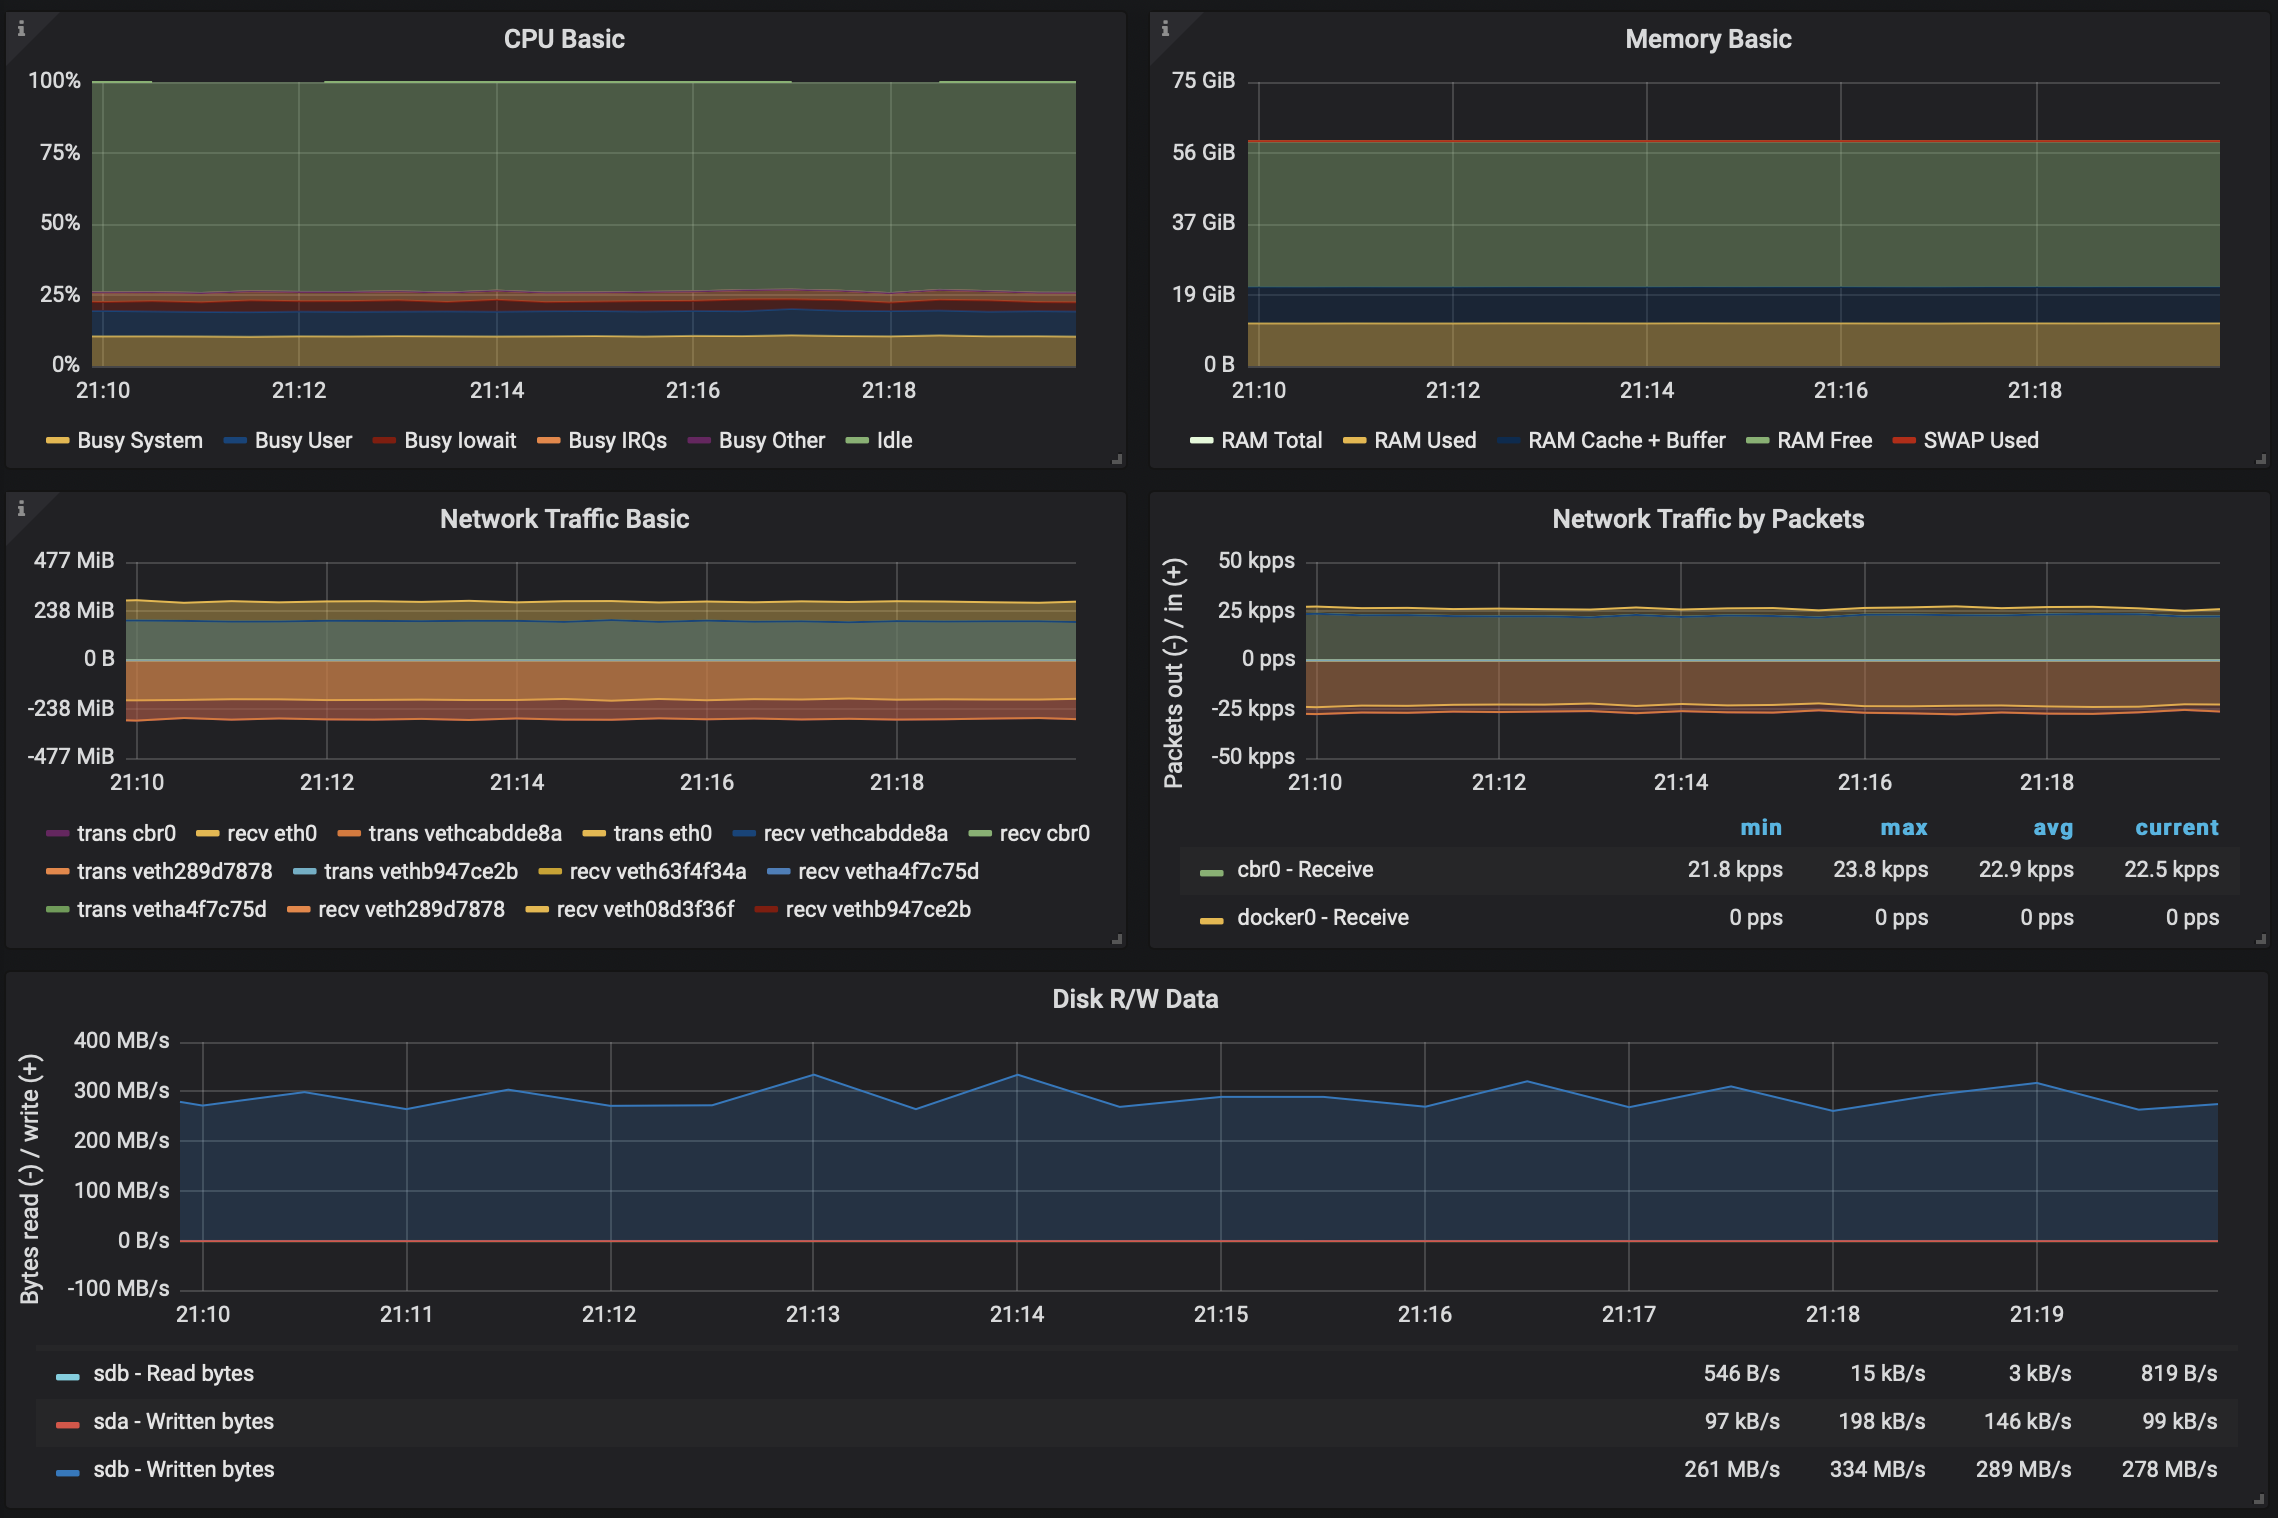 CPU Basic
100%
75%
50%
25%
0%
21:10 21:12 21:14 21:16 21:18
Busy System Busy User Busy Iowait Busy IRQs Busy Other Idle
Memory Basic
75 GiB
56 GiB
37 GiB
19 GiB
0 B
21:10 21:12 21:14 21:16 21:18
RAM Total RAM Used RAM Cache + Buffer RAM Free SWAP Used
Network Traffic Basic
477 MiB
238 MiB
0 B
-238 MiB
-477 MiB
21:10 21:12 21:14 21:16 21:18
trans cbr0 recv eth0 trans vethcabdde8a trans eth0 recv vethcabdde8a recv cbr0
trans veth289d7878 trans vethb947ce2b recv veth63f4f34a recv vetha4f7c75d
trans vetha4f7c75d recv veth289d7878 recv veth08d3f36f recv vethb947ce2b
Network Traffic by Packets
Packets out (-) / in (+)
50 kpps
25 kpps
0 pps
-25 kpps
-50 kpps
21:10 21:12 21:14 21:16 21:18
min max avg current
cbr0 - Receive 21.8 kpps 23.8 kpps 22.9 kpps 22.5 kpps
docker0 - Receive 0 pps 0 pps 0 pps 0 pps
Disk R/W Data
Bytes read (-) / write (+)
400 MB/s
300 MB/s
200 MB/s
100 MB/s
0 B/s
-100 MB/s
21:10 21:11 21:12 21:13 21:14 21:15 21:16 21:17 21:18 21:19
sdb - Read bytes 546 B/s 15 kB/s 3 kB/s 819 B/s
sda - Written bytes 97 kB/s 198 kB/s 146 kB/s 99 kB/s
sdb - Written bytes 261 MB/s 334 MB/s 289 MB/s 278 MB/s